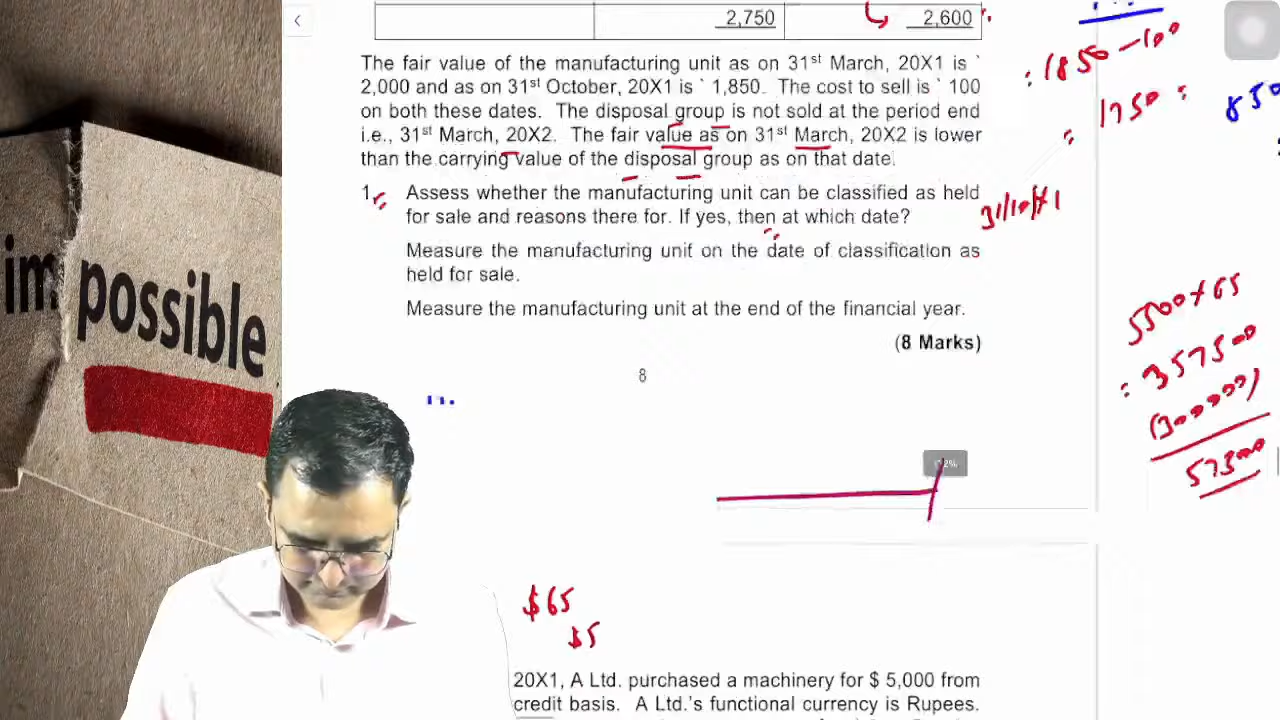 2,750
2,600
The fair value of the manufacturing unit as on 31st March, 20X1 is `
2,000 and as on 31st October, 20X1 is ` 1,850. The cost to sell is ` 100
on both these dates. The disposal group is not sold at the period end
i.e., 31st March, 20X2. The fair value as on 31st March, 20X2 is lower
than the carrying value of the disposal group as on that date.
1. Assess whether the manufacturing unit can be classified as held
for sale and reasons there for. If yes, then at which date?
Measure the manufacturing unit on the date of classification as
held for sale.
Measure the manufacturing unit at the end of the financial year.
(8 Marks)
8
: 1850-100
: 1750
850
31/10/X1
5500×65
: 357500
(300000)
57500
impossible
$65
$5
20X1, A Ltd. purchased a machinery for $ 5,000 from
credit basis. A Ltd.'s functional currency is Rupees.